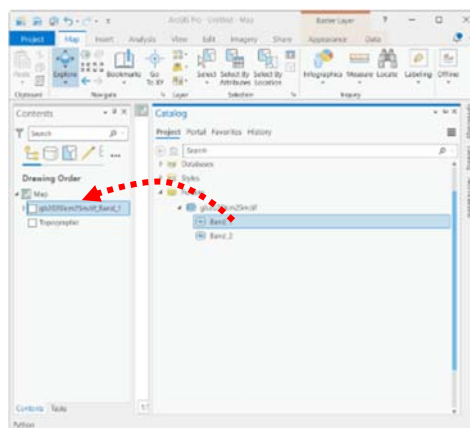 ArcGIS Pro - Untitled - Map
Raster Layer
Project Map Insert Analysis View Edit Imagery Share Appearance Data
Explore Bookmarks Go To XY Select Select By Attributes Select By Location Infographics Measure Locate Labeling Offline
Clipboard Navigate Layer Selection Inquiry
Contents
Search
Drawing Order
Map
Topographic
Contents Tasks
Catalog
Project Portal Favorites History
Search
Databases
Styles
Band_2
Python